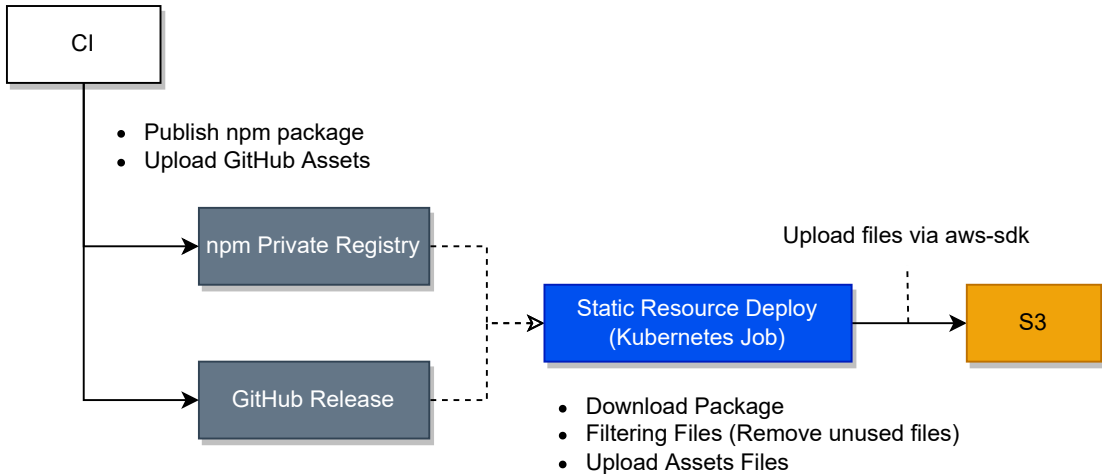 CI
• Publish npm package
• Upload GitHub Assets
npm Private Registry
Upload files via aws-sdk
Static Resource Deploy
(Kubernetes Job)
S3
GitHub Release
• Download Package
• Filtering Files (Remove unused files)
• Upload Assets Files